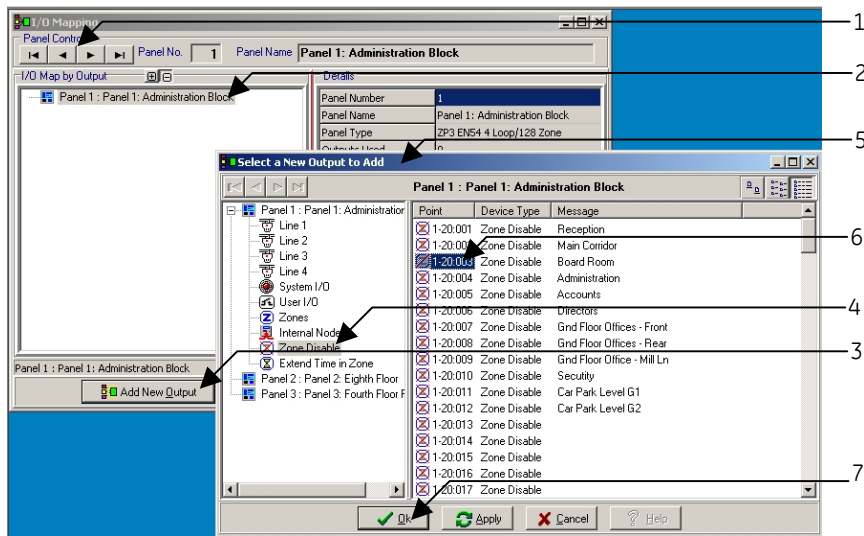 I/O Mapping
Panel Control
Panel No. 1 Panel Name Panel 1: Administration Block
I/O Map by Output
Details
Panel 1 : Panel 1: Administration Block
Panel Number 1
Panel Name Panel 1: Administration Block
Panel Type ZP3 EN54 4 Loop/128 Zone
Outputs Used 0
Panel 1 : Panel 1: Administration Block
Add New Output
Select a New Output to Add
Panel 1 : Panel 1: Administration Block
Panel 1 : Panel 1: Administration
Line 1
Line 2
Line 3
Line 4
System I/O
User I/O
Zones
Internal Node
Zone Disable
Extend Time in Zone
Panel 2 : Panel 2: Eighth Floor
Panel 3 : Panel 3: Fourth Floor F
Point Device Type Message
1-20:001 Zone Disable Reception
1-20:002 Zone Disable Main Corridor
1-20:003 Zone Disable Board Room
1-20:004 Zone Disable Administration
1-20:005 Zone Disable Accounts
1-20:006 Zone Disable Directors
1-20:007 Zone Disable Gnd Floor Offices - Front
1-20:008 Zone Disable Gnd Floor Offices - Rear
1-20:009 Zone Disable Gnd Floor Office - Mill Ln
1-20:010 Zone Disable Secutity
1-20:011 Zone Disable Car Park Level G1
1-20:012 Zone Disable Car Park Level G2
1-20:013 Zone Disable
1-20:014 Zone Disable
1-20:015 Zone Disable
1-20:016 Zone Disable
1-20:017 Zone Disable
Ok Apply Cancel Help
1
2
5
6
4
3
7